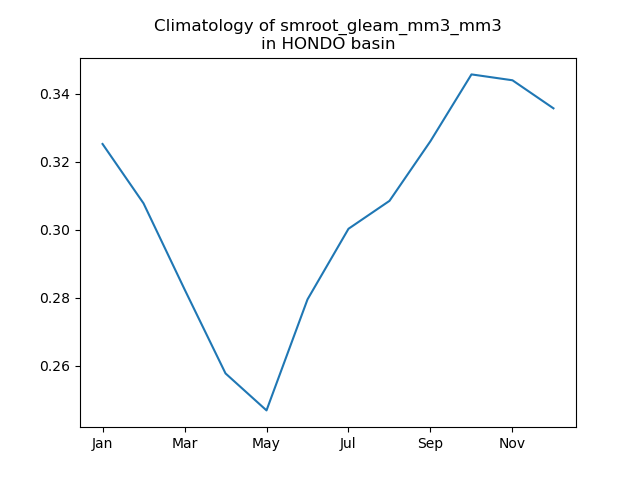 Climatology of smroot_gleam_mm3_mm3
in HONDO basin
0.34
0.32
0.30
0.28
0.26
Jan Mar May Jul Sep Nov